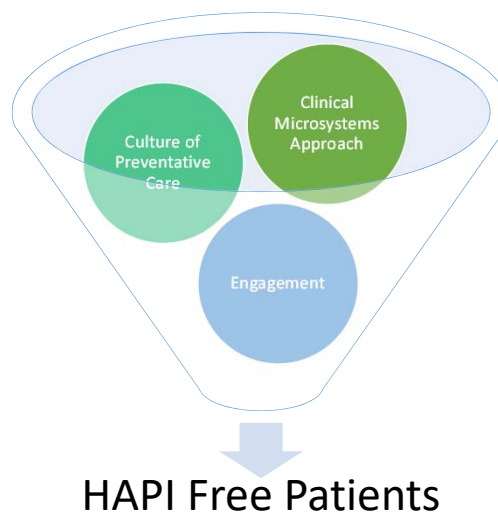 Clinical
Microsystems
Approach
Culture of
Preventative
Care
Engagement
HAPI Free Patients